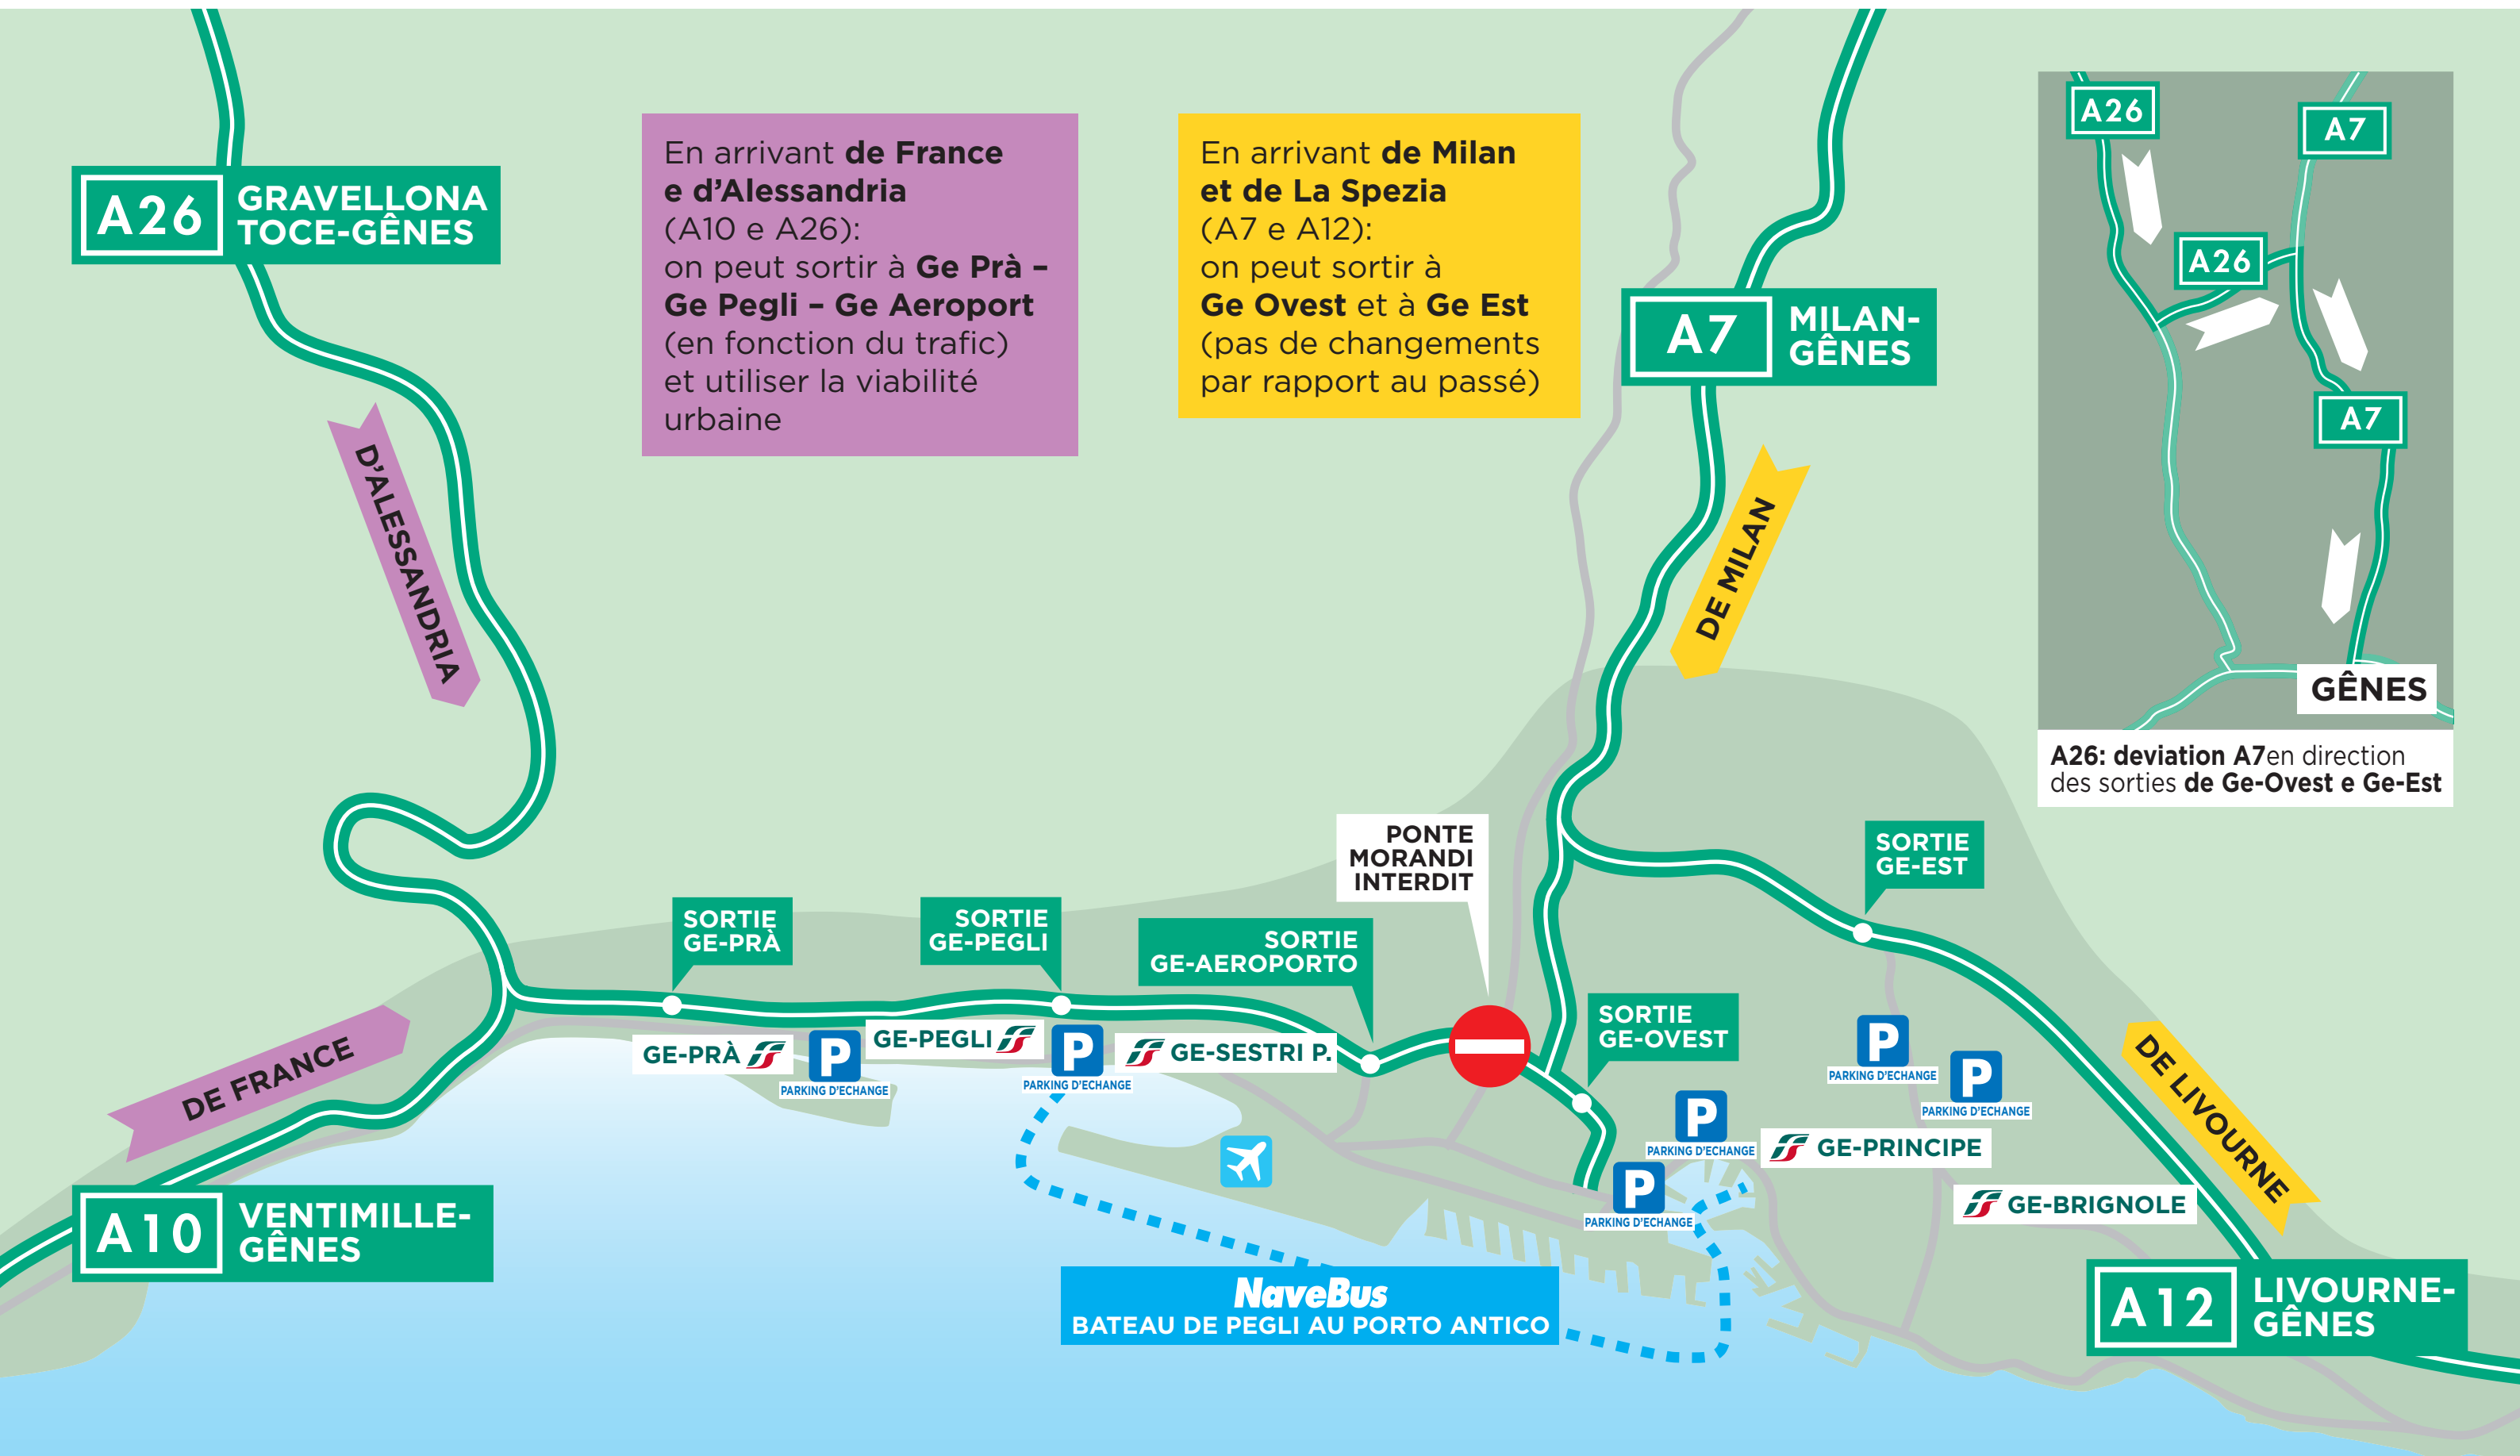 A26
GRAVELLONA
TOCE-GÊNES
En arrivant de France
e d'Alessandria
(A10 e A26):
on peut sortir à Ge Prà –
Ge Pegli – Ge Aeroport
(en fonction du trafic)
et utiliser la viabilité
urbaine
En arrivant de Milan
et de La Spezia
(A7 e A12):
on peut sortir à
Ge Ovest et à Ge Est
(pas de changements
par rapport au passé)
A7
MILAN-
GÊNES
A26
A7
A26
A7
GÊNES
A26: deviation A7en direction
des sorties de Ge-Ovest e Ge-Est
D'ALESSANDRIA
DE MILAN
PONTE
MORANDI
INTERDIT
SORTIE
GE-EST
SORTIE
GE-PRÀ
SORTIE
GE-PEGLI
SORTIE
GE-AEROPORTO
SORTIE
GE-OVEST
DE FRANCE
GE-PRÀ
P
PARKING D'ECHANGE
GE-PEGLI
P
PARKING D'ECHANGE
GE-SESTRI P.
P
PARKING D'ECHANGE
P
PARKING D'ECHANGE
P
PARKING D'ECHANGE
P
PARKING D'ECHANGE
GE-PRINCIPE
GE-BRIGNOLE
DE LIVOURNE
A10
VENTIMILLE-
GÊNES
NaveBus
BATEAU DE PEGLI AU PORTO ANTICO
A12
LIVOURNE-
GÊNES